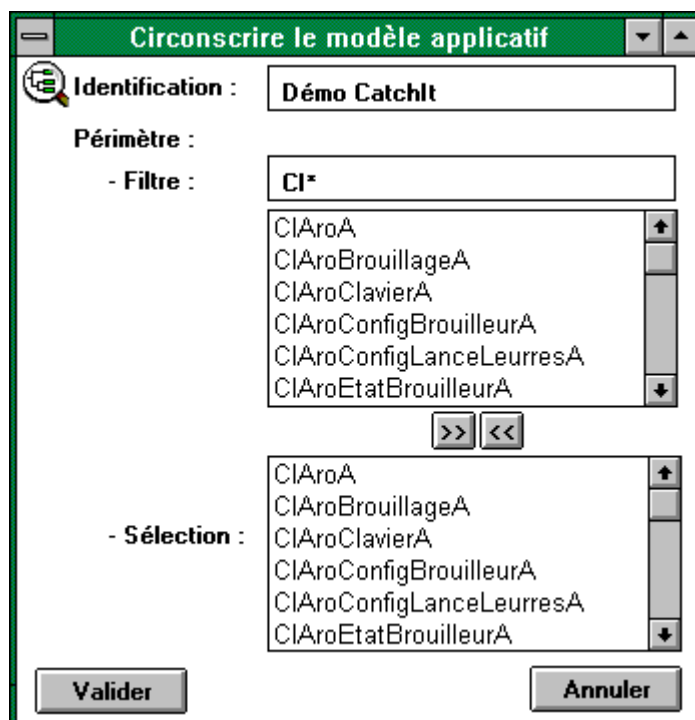 Circonscrire le modèle applicatif
Identification : Démo CatchIt
Périmètre :
- Filtre : Cl*
ClAroA
ClAroBrouillageA
ClAroClavierA
ClAroConfigBrouilleurA
ClAroConfigLanceLeurresA
ClAroEtatBrouilleurA
>> <<
- Sélection :
ClAroA
ClAroBrouillageA
ClAroClavierA
ClAroConfigBrouilleurA
ClAroConfigLanceLeurresA
ClAroEtatBrouilleurA
Valider Annuler